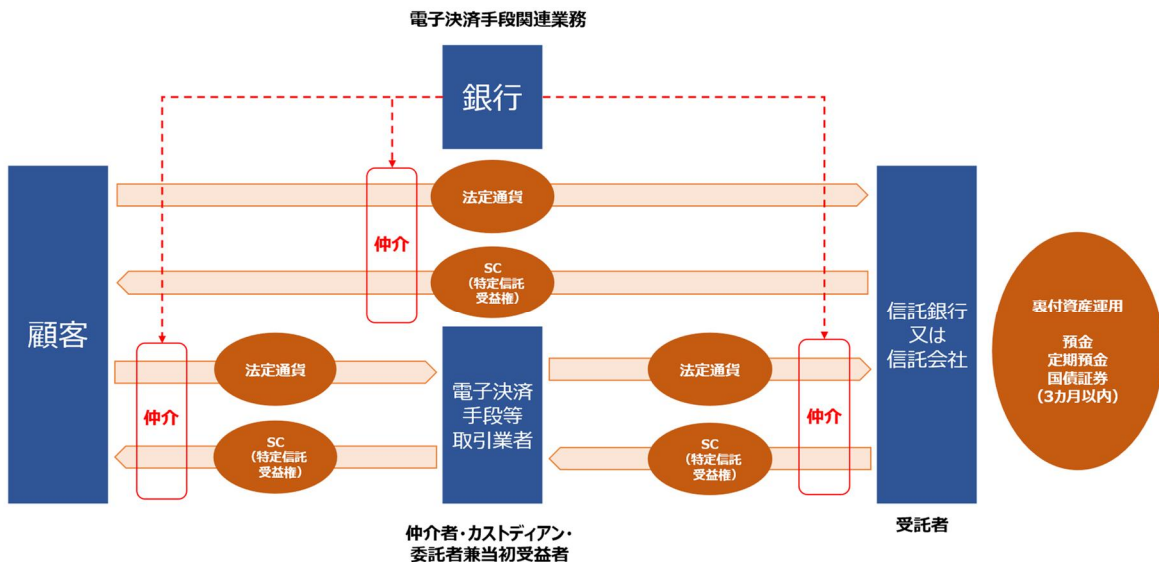 電子決済手段関連業務
銀行
法定通貨
仲介
SC
（特定信託
受益権）
顧客
信託銀行
又は
信託会社
裏付資産運用
預金
定期預金
国債証券
（3カ月以内）
仲介
法定通貨
電子決済
手段等
取引業者
法定通貨
仲介
SC
（特定信託
受益権）
SC
（特定信託
受益権）
仲介者・カストディアン・
委託者兼当初受益者
受託者